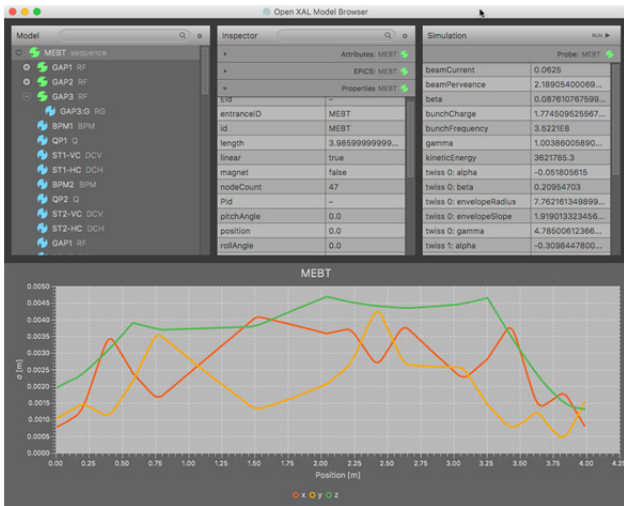 Open XAL Model Browser
Model
MEBT sequence
GAP1 RF
GAP2 RF
GAP3 RF
GAP3:G RG
BPM1 BPM
QP1 Q
ST1-VC DCV
ST1-HC DCH
BPM2 BPM
QP2 Q
ST2-VC DCV
ST2-HC DCH
GAP1 RF
Inspector
Attributes: MEBT
EPICS: MEBT
Properties MEBT
EId –
entranceID MEBT
id MEBT
length 3.98599999999...
linear true
magnet false
nodeCount 47
PId –
pitchAngle 0.0
position 0.0
rollAngle 0.0
Simulation RUN
Probe: MEBT
beamCurrent 0.0625
beamPerveance 2.18905400069...
beta 0.087610767599...
bunchCharge 1.774509525567...
bunchFrequency 3.5221E8
gamma 1.00386005890...
kineticEnergy 3621785.3
twiss 0: alpha -0.051805615
twiss 0: beta 0.20954703
twiss 0: envelopeRadius 7.762161349899...
twiss 0: envelopeSlope 1.919013323456...
twiss 0: gamma 4.78500612366...
twiss 1: alpha -0.3098447800...
MEBT
σ [m]
0.0050
0.0045
0.0040
0.0035
0.0030
0.0025
0.0020
0.0015
0.0010
0.0005
0.0000
0.00 0.25 0.50 0.75 1.00 1.25 1.50 1.75 2.00 2.25 2.50 2.75 3.00 3.25 3.50 3.75 4.00 4.25
Position [m]
x y z